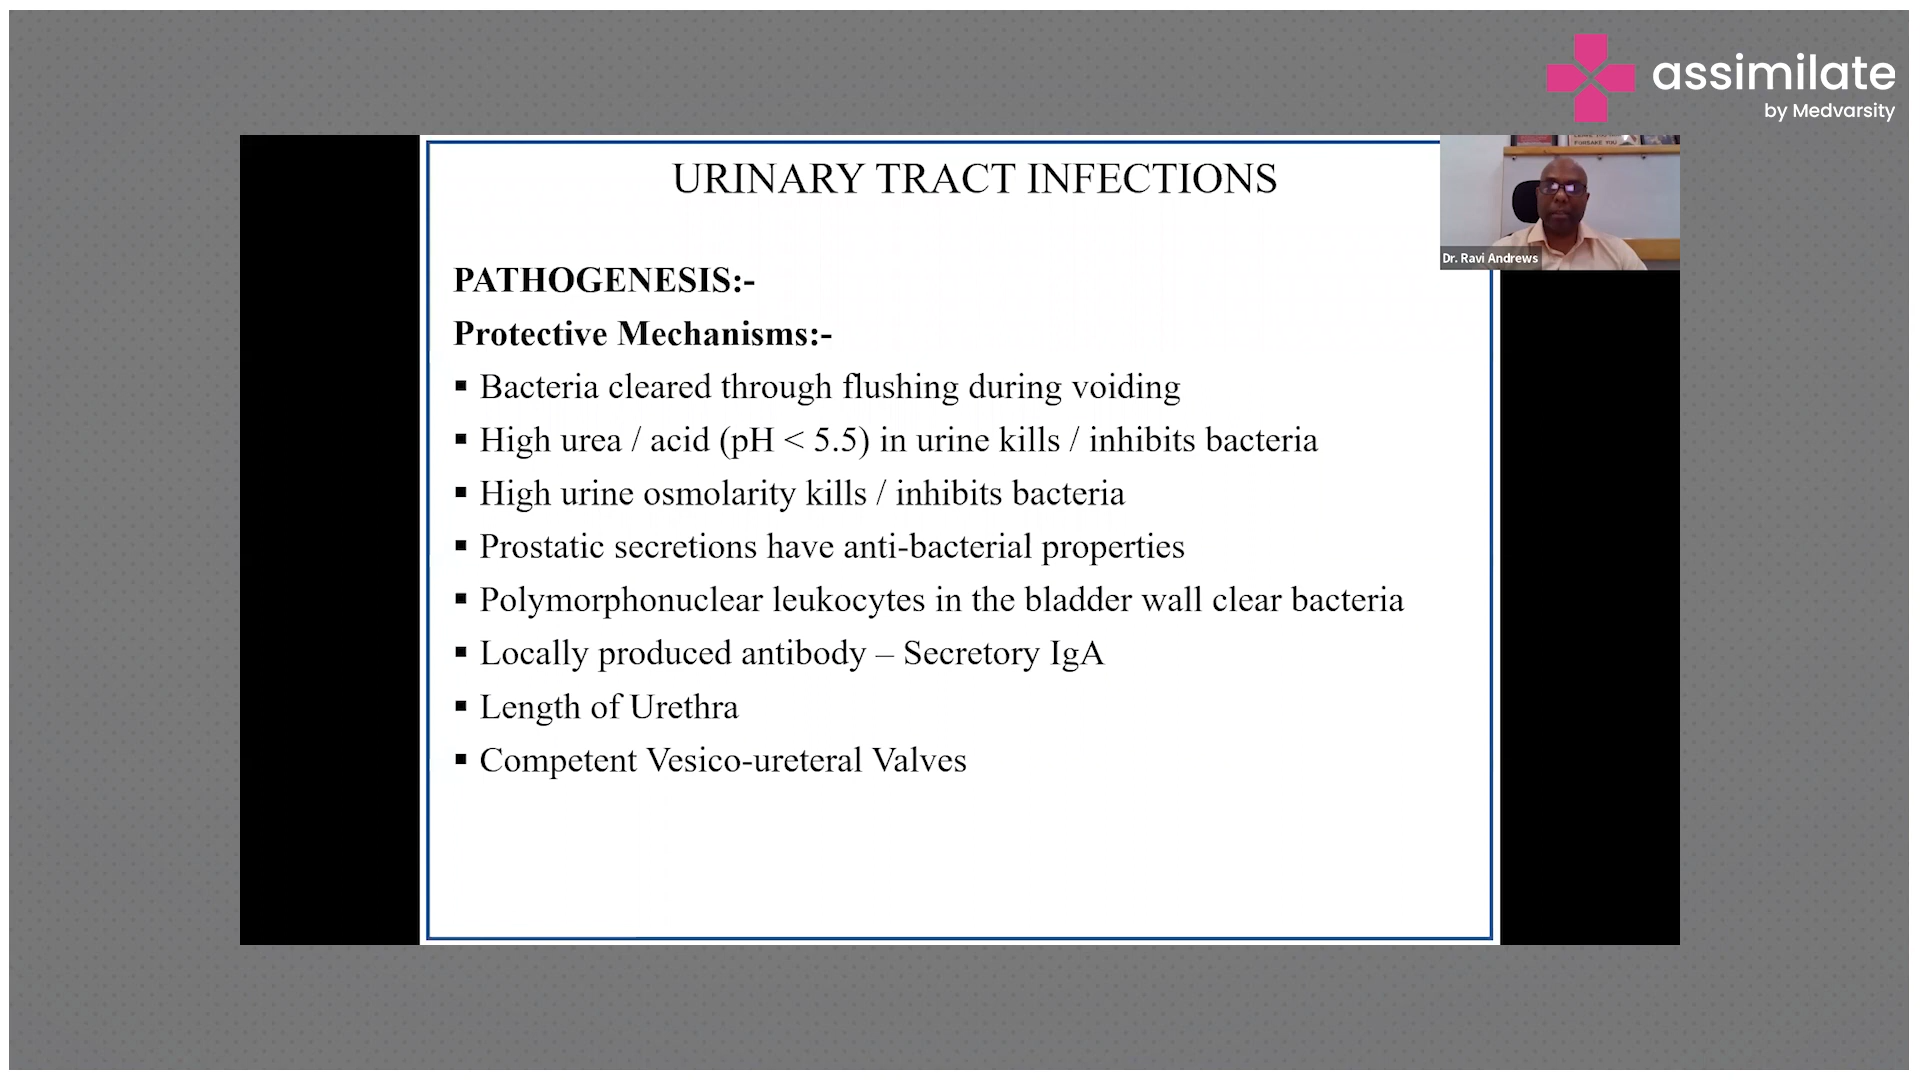 assimilate
by Medvarsity
URINARY TRACT INFECTIONS
FORSAKE YOU
Dr. Ravi Andrews
PATHOGENESIS:-
Protective Mechanisms:-
▪ Bacteria cleared through flushing during voiding
▪ High urea / acid (pH < 5.5) in urine kills / inhibits bacteria
▪ High urine osmolarity kills / inhibits bacteria
▪ Prostatic secretions have anti-bacterial properties
▪ Polymorphonuclear leukocytes in the bladder wall clear bacteria
▪ Locally produced antibody – Secretory IgA
▪ Length of Urethra
▪ Competent Vesico-ureteral Valves